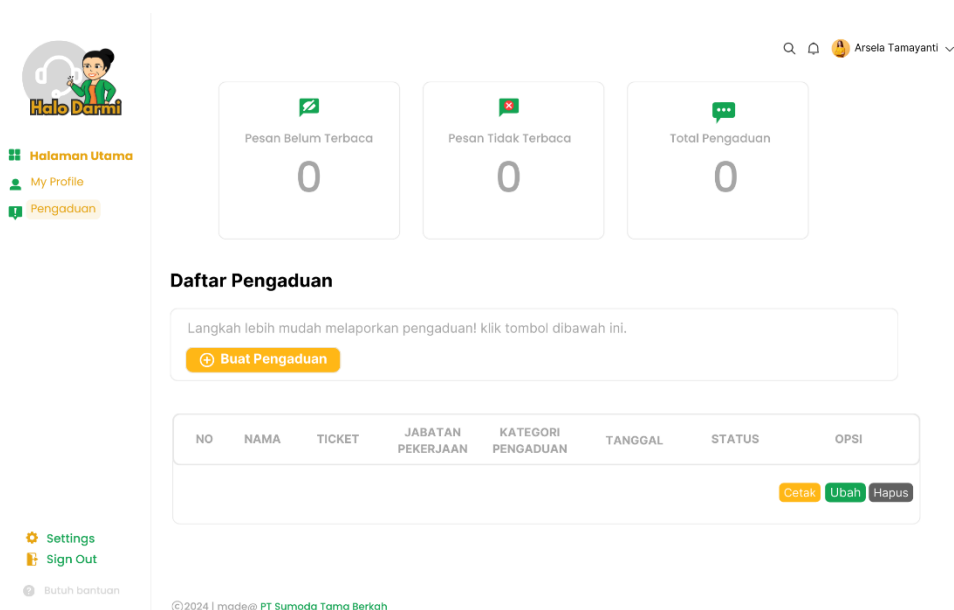 Halo Darmi
Halaman Utama
My Profile
Pengaduan
Settings
Sign Out
Butuh bantuan
Arsela Tamayanti
Pesan Belum Terbaca
0
Pesan Tidak Terbaca
0
Total Pengaduan
0
Daftar Pengaduan
Langkah lebih mudah melaporkan pengaduan! klik tombol dibawah ini.
Buat Pengaduan
NO NAMA TICKET JABATAN PEKERJAAN KATEGORI PENGADUAN TANGGAL STATUS OPSI
Cetak Ubah Hapus
©2024 | made@ PT Sumoda Tama Berkah